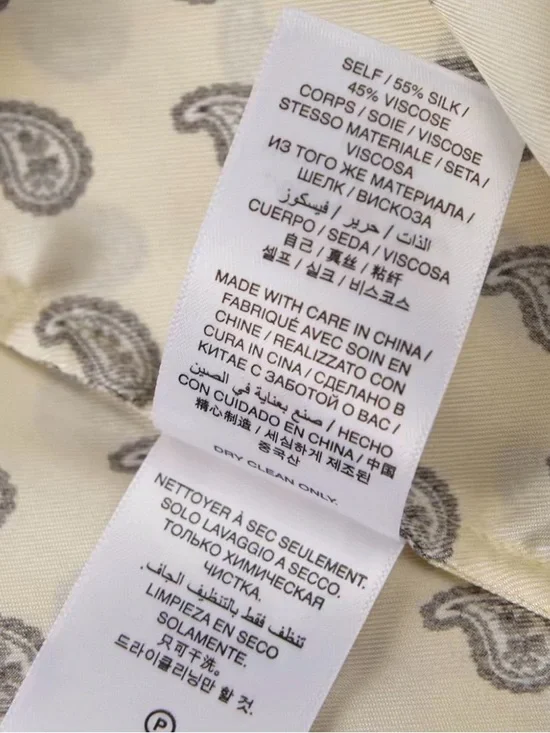 SELF / 55% SILK /
45% VISCOSE
CORPS / SOIE / VISCOSE
STESSO MATERIALE / SETA /
VISCOSA
ИЗ ТОГО ЖЕ МАТЕРИАЛА /
ШЕЛК / ВИСКОЗА
الذات / حرير / فيسكوز
CUERPO / SEDA / VISCOSA
自己 / 真丝 / 粘纤
셀프 / 실크 / 비스코스
MADE WITH CARE IN CHINA /
FABRIQUÉ AVEC SOIN EN
CHINE / REALIZZATO CON
CURA IN CINA / СДЕЛАНО В
КИТАЕ С ЗАБОТОЙ О ВАС /
صنع بعناية في الصين / HECHO
CON CUIDADO EN CHINA / 中国
精心制造 / 세심하게 제조된
중국산
DRY CLEAN ONLY.
NETTOYER À SEC SEULEMENT.
SOLO LAVAGGIO A SECCO.
ТОЛЬКО ХИМИЧЕСКАЯ
ЧИСТКА.
تنظف فقط بالتنظيف الجاف.
LIMPIEZA EN SECO
SOLAMENTE.
只可干洗。
드라이클리닝만 할 것.
P